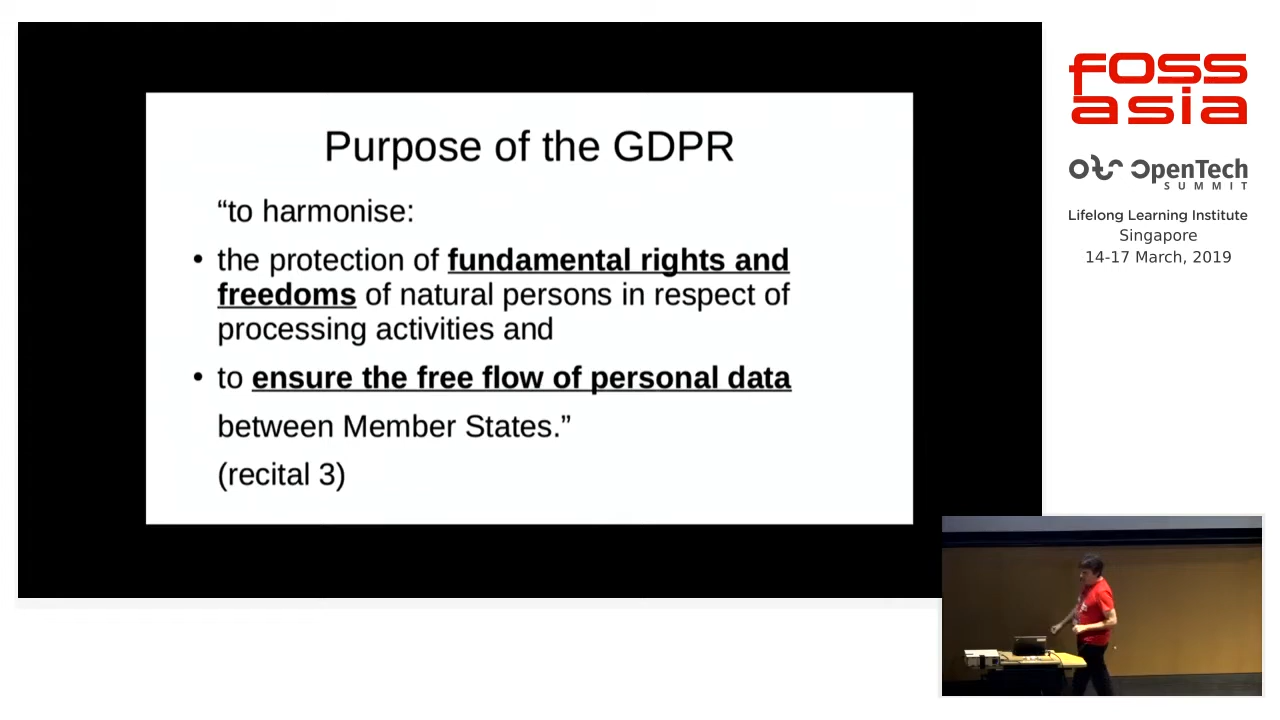 Purpose of the GDPR
“to harmonise:
• the protection of fundamental rights and
freedoms of natural persons in respect of
processing activities and
• to ensure the free flow of personal data
between Member States.”
(recital 3)
foss
asia
OpenTech
SUMMIT
Lifelong Learning Institute
Singapore
14-17 March, 2019